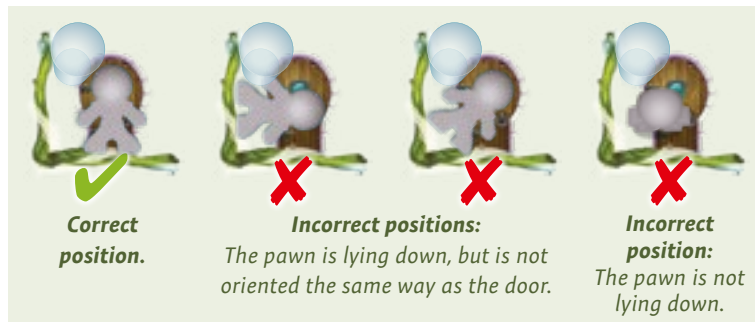 Correct
position.
Incorrect positions:
The pawn is lying down, but is not
oriented the same way as the door.
Incorrect
position:
The pawn is not
lying down.